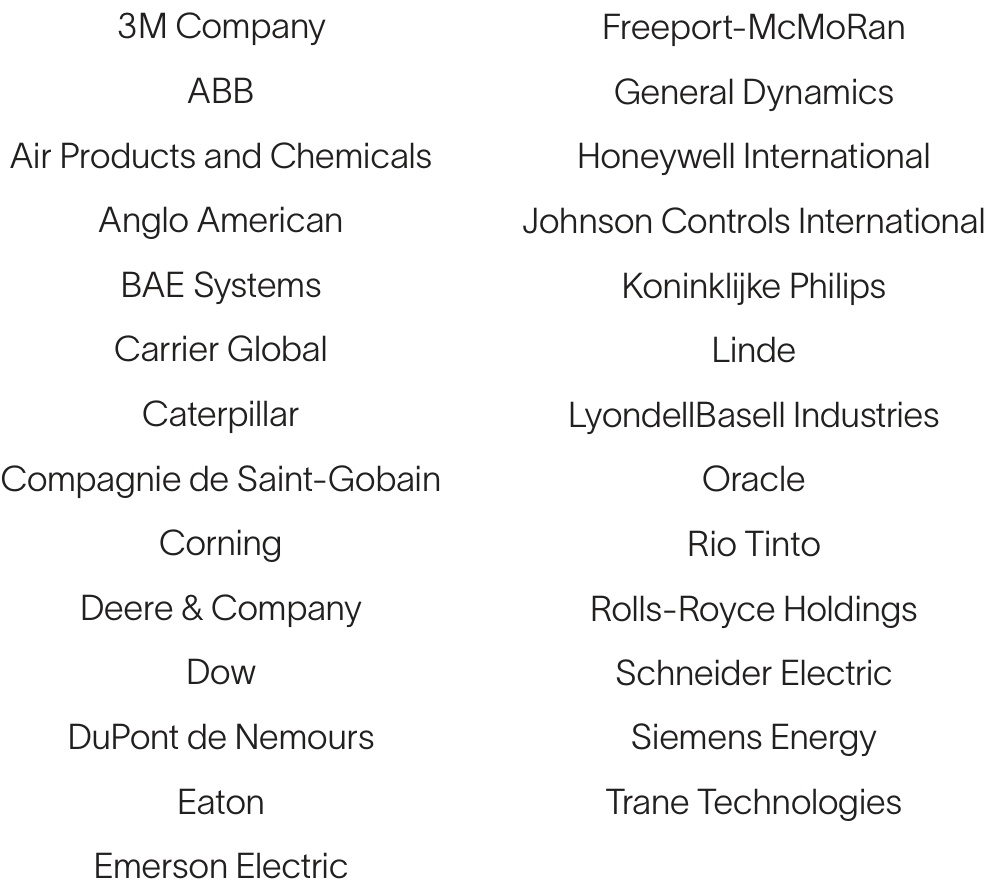 3M Company
ABB
Air Products and Chemicals
Anglo American
BAE Systems
Carrier Global
Caterpillar
Compagnie de Saint-Gobain
Corning
Deere & Company
Dow
DuPont de Nemours
Eaton
Emerson Electric
Freeport-McMoRan
General Dynamics
Honeywell International
Johnson Controls International
Koninklijke Philips
Linde
LyondellBasell Industries
Oracle
Rio Tinto
Rolls-Royce Holdings
Schneider Electric
Siemens Energy
Trane Technologies